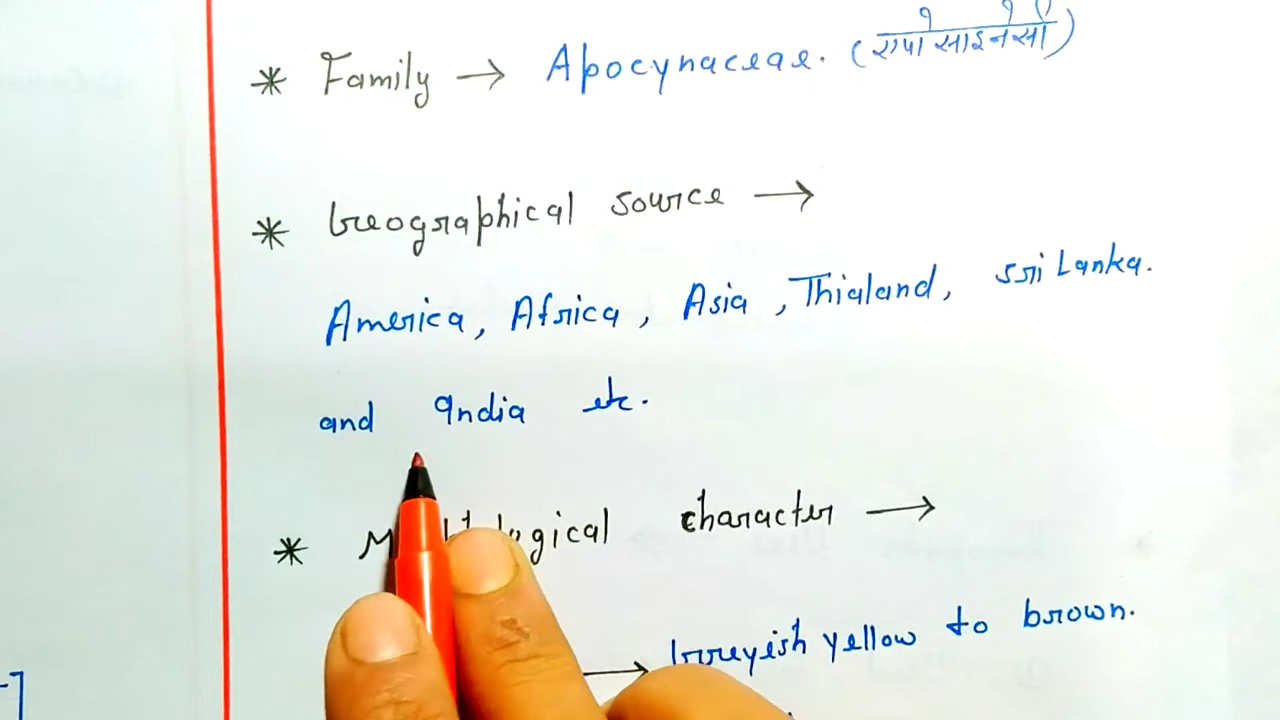 * Family → Apocynaceae. (एपोसाइनेसी)
* Geographical source →
America, Africa, Asia, Thialand, Sri Lanka.
and India etc.
* character →
→ Greyish yellow to brown.